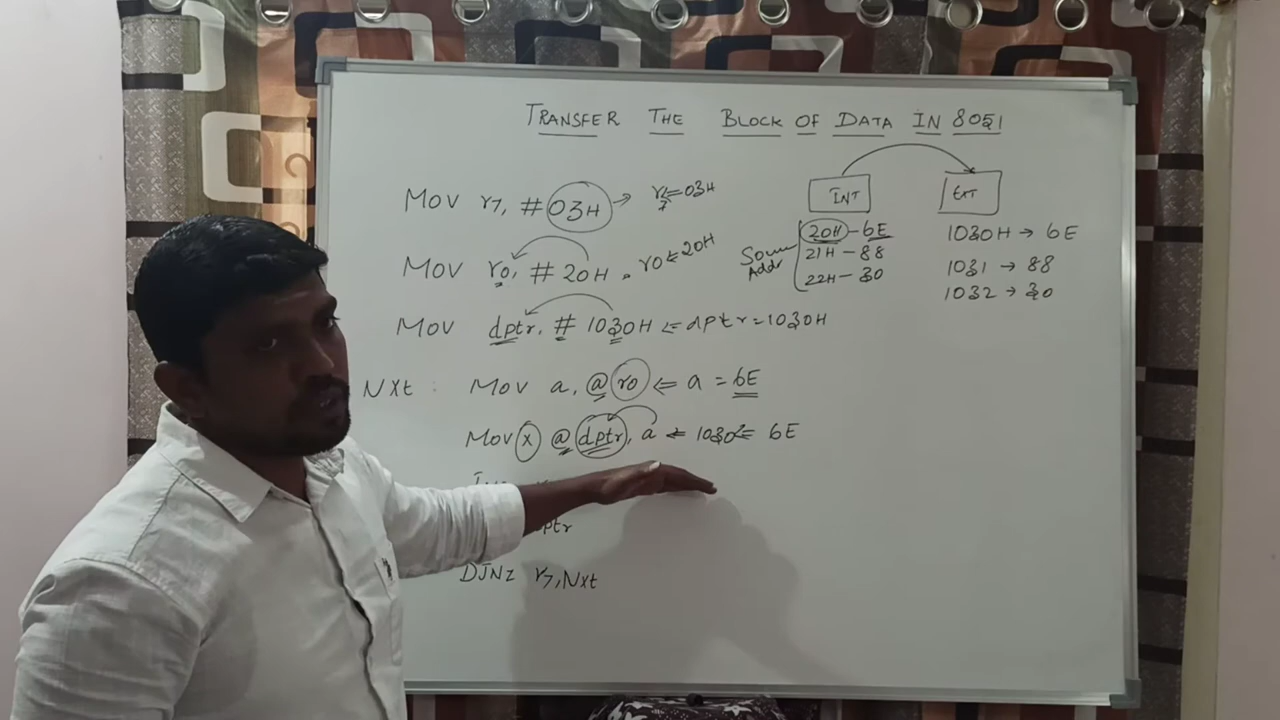 TRANSFER THE BLOCK OF DATA IN 8051
MOV r7, #03H → r7=03H
INT
EXT
MOV r0, #20H
r0⇐20H
Addr
20H-6E
21H-88
22H-30
1030H → 6E
1031 → 88
1032 → 30
MOV dptr, #1030H ⇐ dptr=1030H
NXt : MOV a, @r0 ⇐ a = 6E
MOVX @dptr, a ⇐ 1030⇐ 6E
ptr
DJNZ r7, NXt